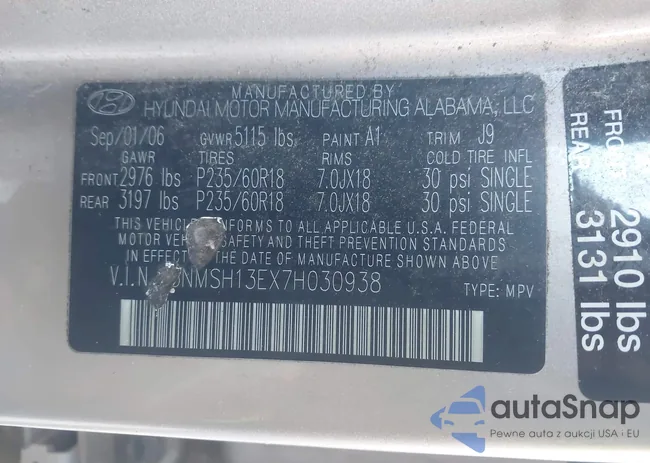 MANUFACTURED BY
HYUNDAI MOTOR MANUFACTURING ALABAMA, LLC
Sep/01/06 GVWR 5115 lbs PAINT A1 TRIM J9
GAWR TIRES RIMS COLD TIRE INFL
FRONT 2976 lbs P235/60R18 7.0JX18 30 psi SINGLE
REAR 3197 lbs P235/60R18 7.0JX18 30 psi SINGLE
THIS VEHICLE CONFORMS TO ALL APPLICABLE U.S.A. FEDERAL
MOTOR VEHICLE SAFETY AND THEFT PREVENTION STANDARDS
IN EFFECT ON THE DATE OF MANUFACTURE SHOWN ABOVE
V.I.N. NMSH13EX7H030938
TYPE: MPV
2910 lbs
REAR 3131 lbs
autaSnap
Pewne auta z aukcji USA i EU